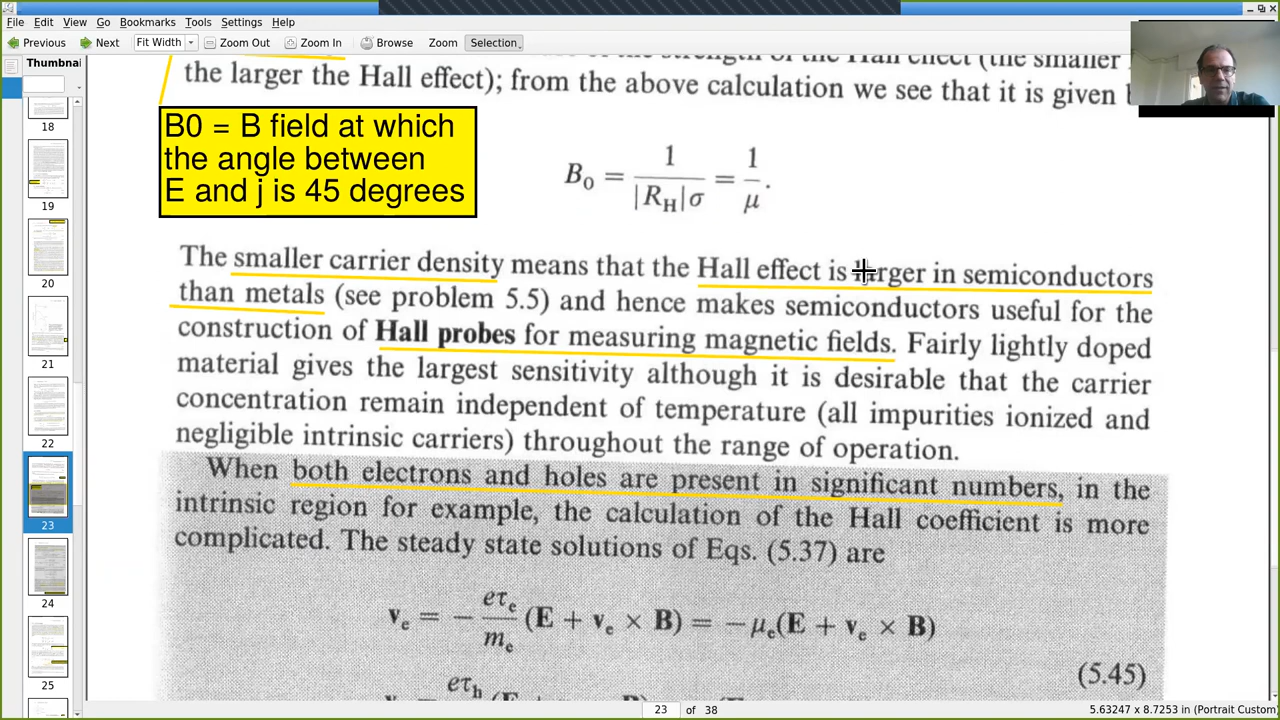 File Edit View Go Bookmarks Tools Settings Help
Previous Next Fit Width Zoom Out Zoom In Browse Zoom Selection
Thumbnai
18
19
20
21
22
23
24
25
the larger the Hall effect); from the above calculation we see that it is given
B0 = B field at which
the angle between
E and j is 45 degrees
B₀ = 1/(|R_H|σ) = 1/μ.
The smaller carrier density means that the Hall effect is larger in semiconductors
than metals (see problem 5.5) and hence makes semiconductors useful for the
construction of Hall probes for measuring magnetic fields. Fairly lightly doped
material gives the largest sensitivity although it is desirable that the carrier
concentration remain independent of temperature (all impurities ionized and
negligible intrinsic carriers) throughout the range of operation.
When both electrons and holes are present in significant numbers, in the
intrinsic region for example, the calculation of the Hall coefficient is more
complicated. The steady state solutions of Eqs. (5.37) are
v_e = − eτ_e/m_e (E + v_e × B) = −μ_e(E + v_e × B)
(5.45)
eτ_h
23 of 38
5.63247 x 8.7253 in (Portrait Custom)